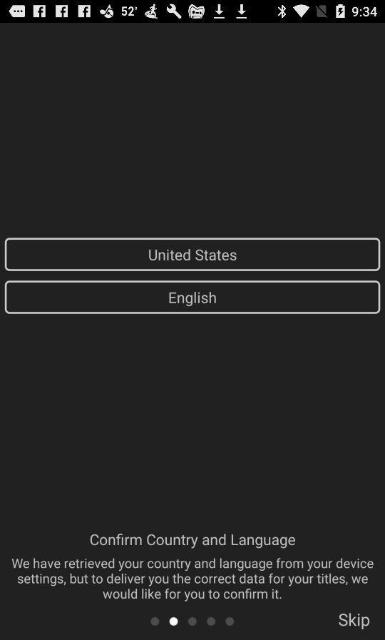 52°
9:34
United States
English
Confirm Country and Language
We have retrieved your country and language from your device
settings, but to deliver you the correct data for your titles, we
would like for you to confirm it.
Skip